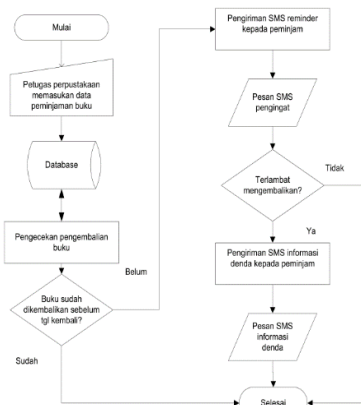 Mulai
Petugas perpustakaan
memasukan data
peminjaman buku
Database
Pengecekan pengembalian
buku
Buku sudah
dikembalikan sebelum
tgl kembali?
Belum
Sudah
Pengiriman SMS reminder
kepada peminjam
Pesan SMS
pengingat
Terlambat
mengembalikan?
Tidak
Ya
Pengiriman SMS informasi
denda kepada peminjam
Pesan SMS
informasi
denda
Selesai